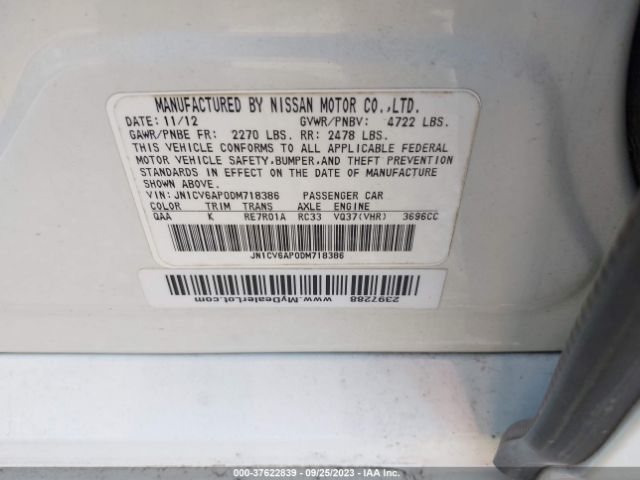 MANUFACTURED BY NISSAN MOTOR CO.,LTD.
DATE: 11/12 GVWR/PNBV: 4722 LBS.
GAWR/PNBE FR: 2270 LBS. RR: 2478 LBS.
THIS VEHICLE CONFORMS TO ALL APPLICABLE FEDERAL
MOTOR VEHICLE SAFETY,BUMPER,AND THEFT PREVENTION
STANDARDS IN EFFECT ON THE DATE OF MANUFACTURE
SHOWN ABOVE.
VIN: JN1CV6AP0DM718386 PASSENGER CAR
COLOR TRIM TRANS AXLE ENGINE
QAA K RE7R01A RC33 VQ37(VHR) 3696CC
JN1CV6AP0DM718386
2397288 www.MyDealerLot.com
000-37622839 - 09/25/2023 - IAA Inc.